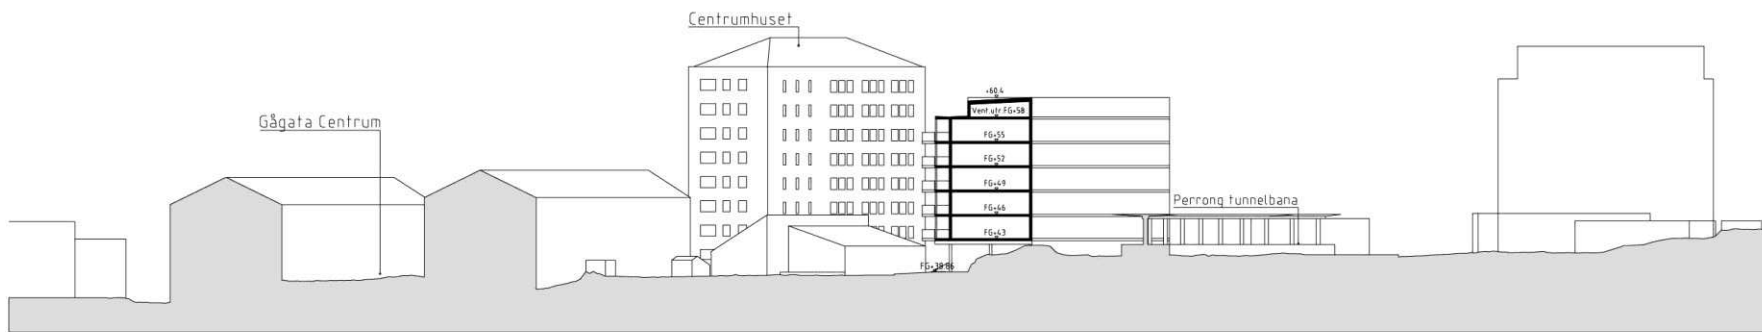 Centrumhuset
Gågata Centrum
+60.4
Vent.utr FG+58
FG+55
FG+52
FG+49
FG+46
FG+43
Perrong tunnelbana
FG+38.86